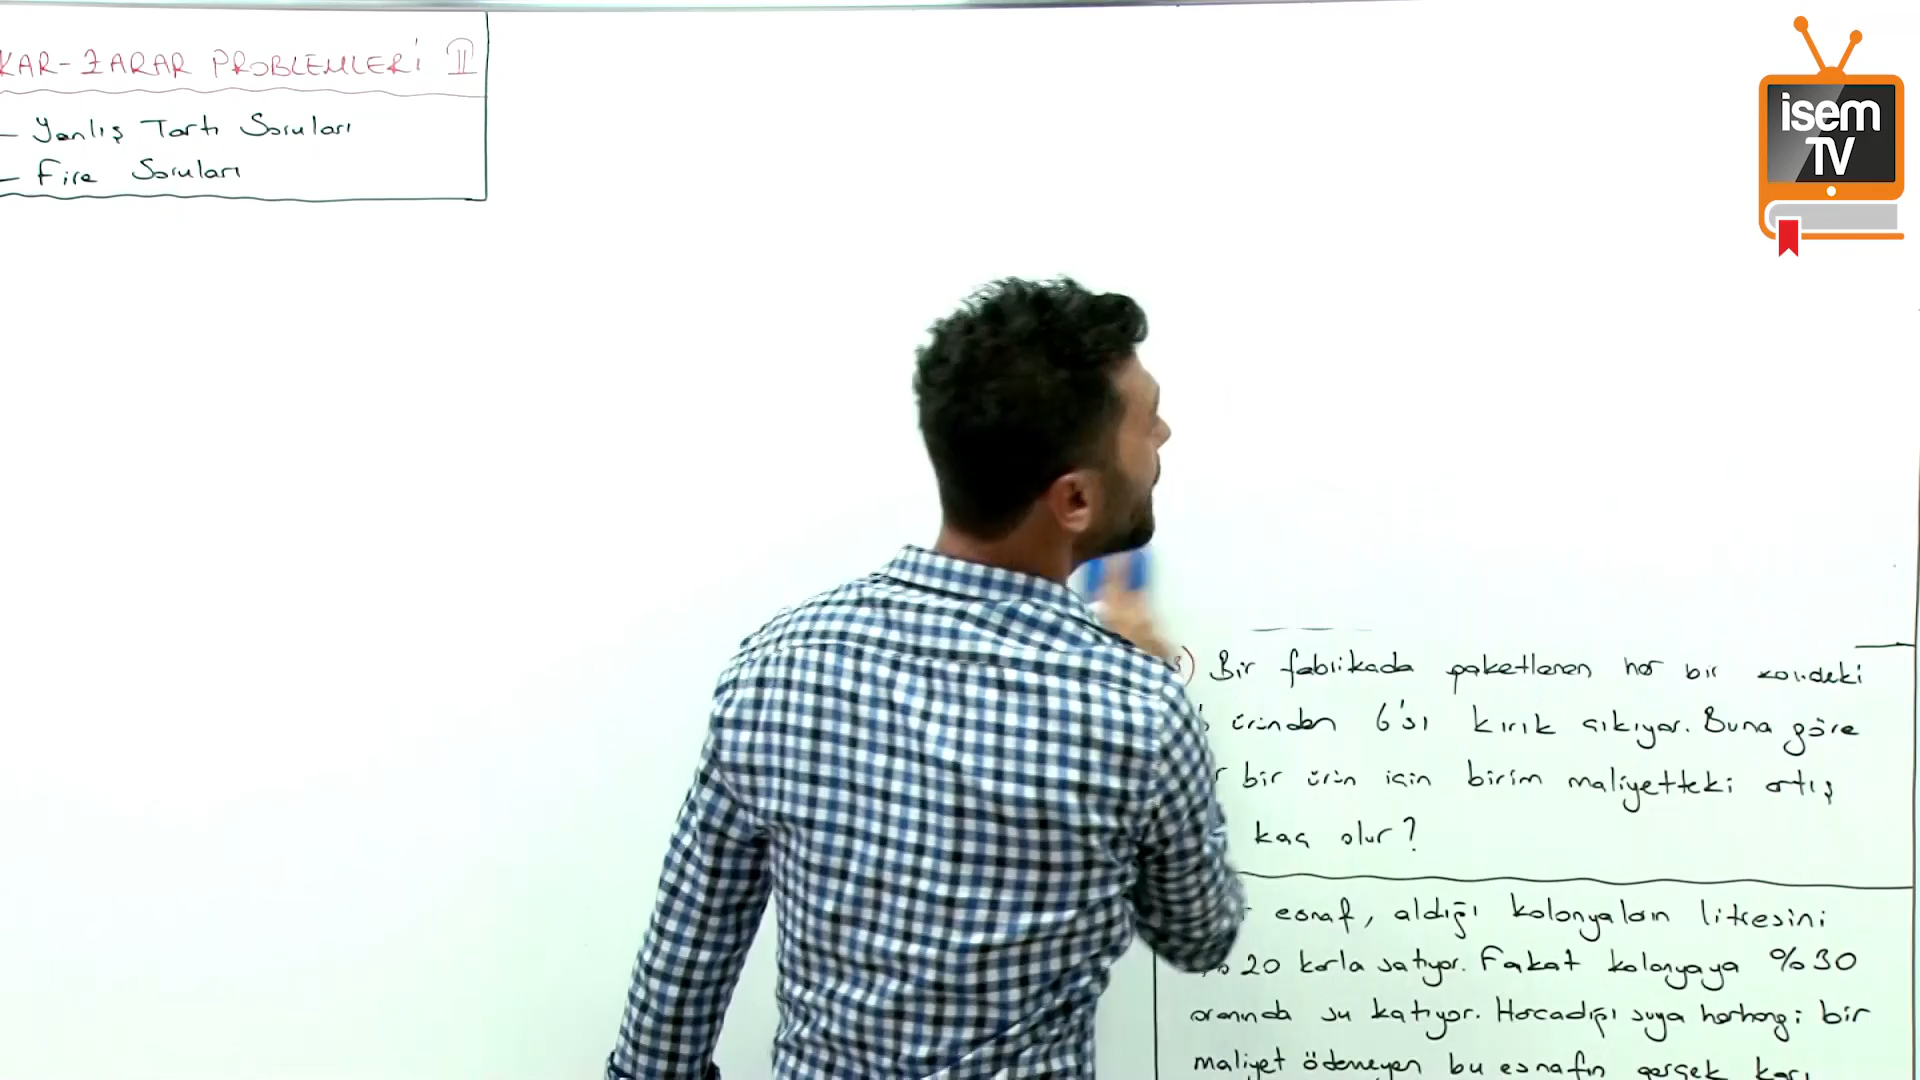 KAR-ZARAR PROBLEMLERİ II
- Yanlış Tartı Soruları
- Fire Soruları
isem
TV
3) Bir fabrikada paketlenen her bir kolideki
üründen 6'sı kırık çıkıyor. Buna göre
bir ürün için birim maliyetteki artış
kaç olur?
esnaf, aldığı kolonyaların litresini
%20 karla satıyor. Fakat kolonyaya %30
oranında su katıyor. Harcadığı suya herhangi bir
maliyet ödemeyen bu esnafın gerçek karı